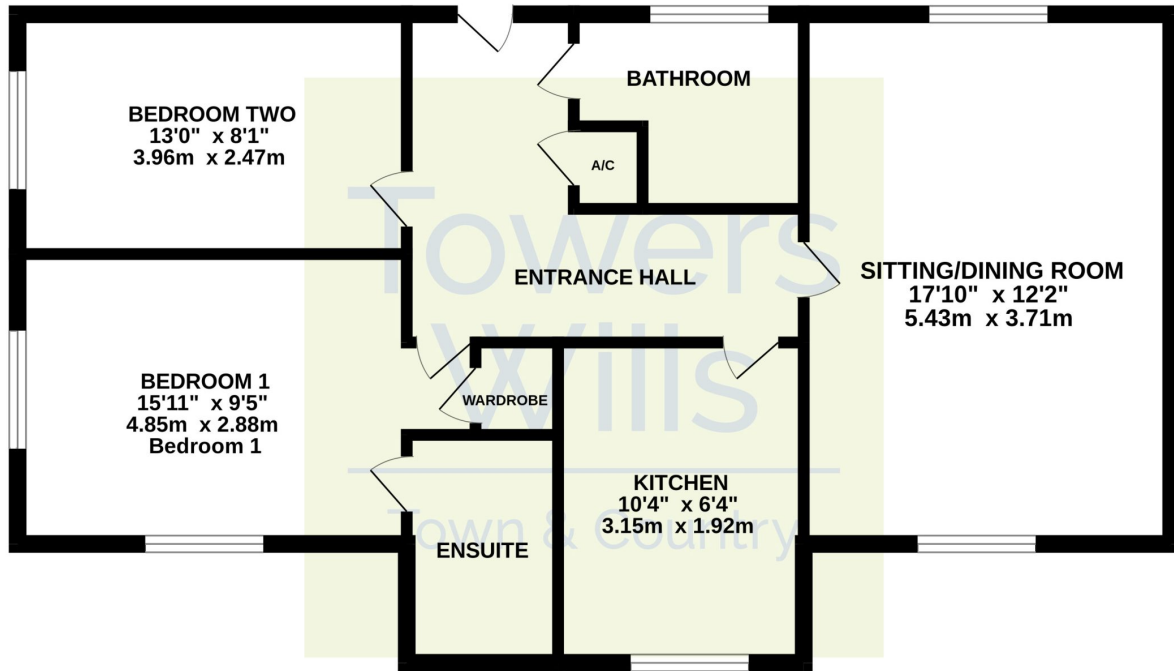 BEDROOM TWO
13'0" x 8'1"
3.96m x 2.47m
BATHROOM
A/C
ENTRANCE HALL
SITTING/DINING ROOM
17'10" x 12'2"
5.43m x 3.71m
BEDROOM 1
15'11" x 9'5"
4.85m x 2.88m
Bedroom 1
WARDROBE
KITCHEN
10'4" x 6'4"
3.15m x 1.92m
ENSUITE
Towers
Wills
Town & Country